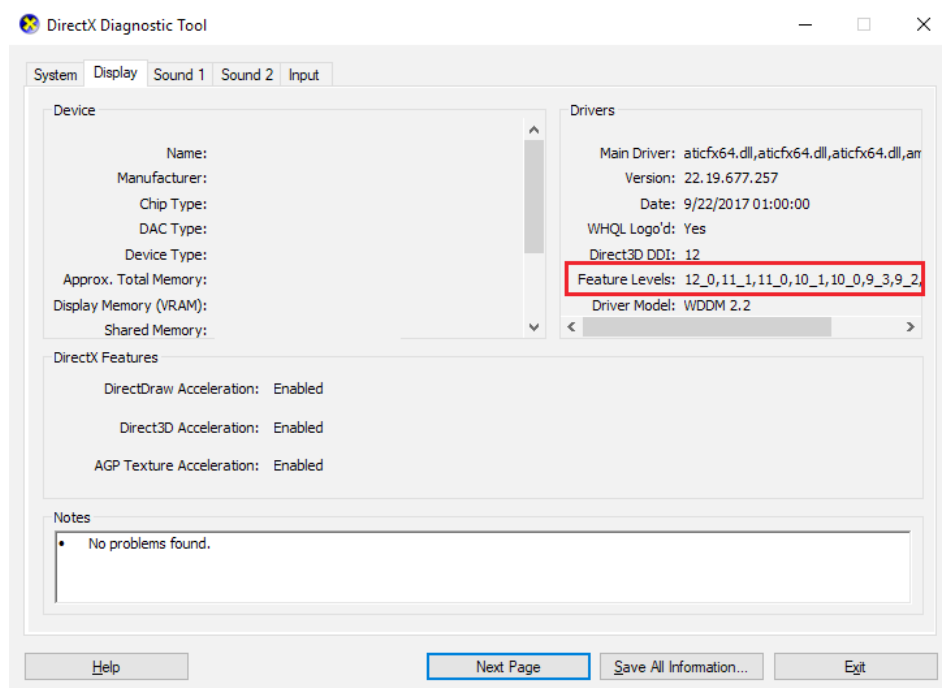 DirectX Diagnostic Tool
System Display Sound 1 Sound 2 Input
Device
Name:
Manufacturer:
Chip Type:
DAC Type:
Device Type:
Approx. Total Memory:
Display Memory (VRAM):
Shared Memory:
Drivers
Main Driver: aticfx64.dll,aticfx64.dll,aticfx64.dll,am
Version: 22.19.677.257
Date: 9/22/2017 01:00:00
WHQL Logo'd: Yes
Direct3D DDI: 12
Feature Levels: 12_0,11_1,11_0,10_1,10_0,9_3,9_2,
Driver Model: WDDM 2.2
DirectX Features
DirectDraw Acceleration: Enabled
Direct3D Acceleration: Enabled
AGP Texture Acceleration: Enabled
Notes
• No problems found.
Help Next Page Save All Information... Exit